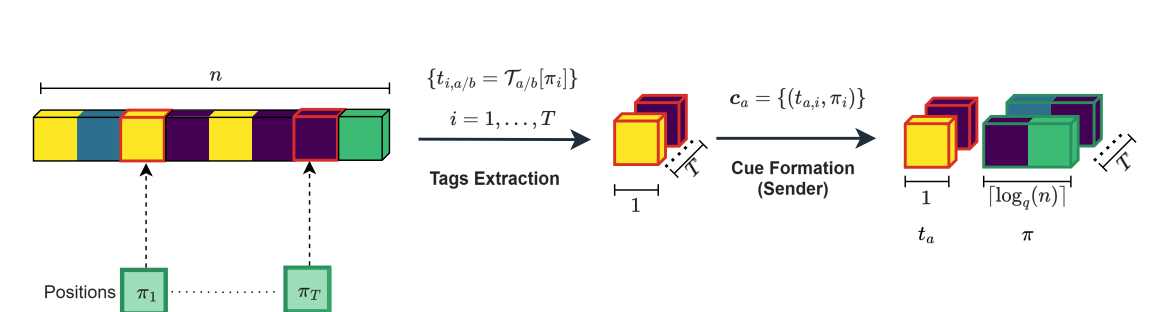 n
{t_{i,a/b} = 𝒯_{a/b}[π_i]}
i = 1, . . . , T
Tags Extraction
Positions
π_1
π_T
T
1
c_a = {(t_{a,i}, π_i)}
Cue Formation
(Sender)
T
1
⌈log_q(n)⌉
t_a
π